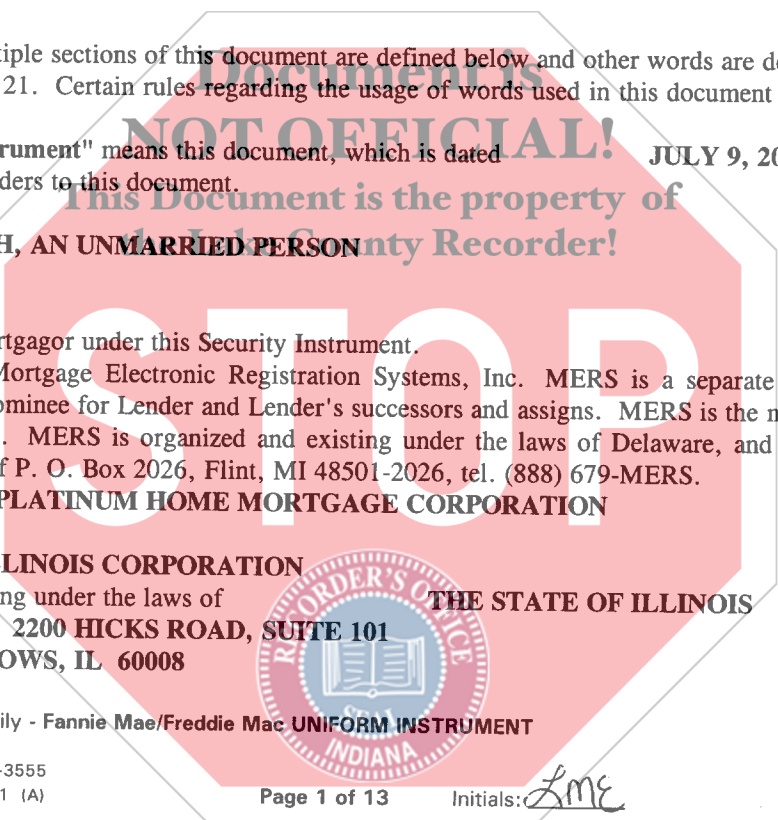 tiple sections of this document are defined below and other words are de
21. Certain rules regarding the usage of words used in this document
rument" means this document, which is dated JULY 9, 20
ders to this document.
H, AN UNMARRIED PERSON
rtgagor under this Security Instrument.
Mortgage Electronic Registration Systems, Inc. MERS is a separate
ominee for Lender and Lender's successors and assigns. MERS is the m
. MERS is organized and existing under the laws of Delaware, and
f P. O. Box 2026, Flint, MI 48501-2026, tel. (888) 679-MERS.
PLATINUM HOME MORTGAGE CORPORATION
LLINOIS CORPORATION
ng under the laws of THE STATE OF ILLINOIS
2200 HICKS ROAD, SUITE 101
OWS, IL 60008
ily - Fannie Mae/Freddie Mac UNIFORM INSTRUMENT
-3555
1 (A)
Page 1 of 13 Initials: LME
Document is
NOT OFFICIAL!
This Document is the property of
the Lake County Recorder!
STOP
RECORDER'S OFFICE
SEAL
INDIANA